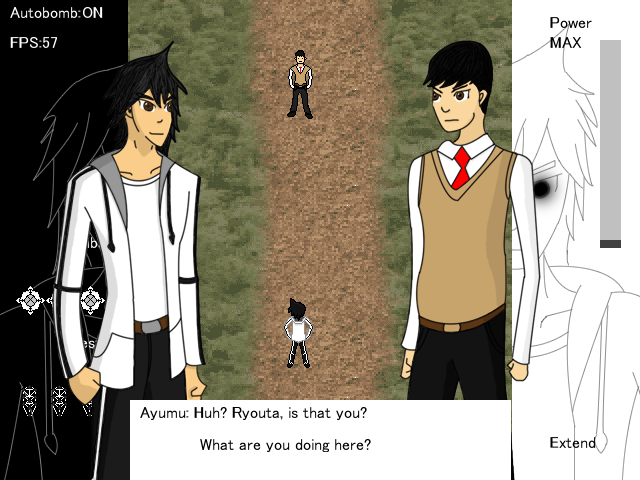 Autobomb:ON
FPS:57
Power
MAX
Extend
Ayumu: Huh? Ryouta, is that you?
What are you doing here?